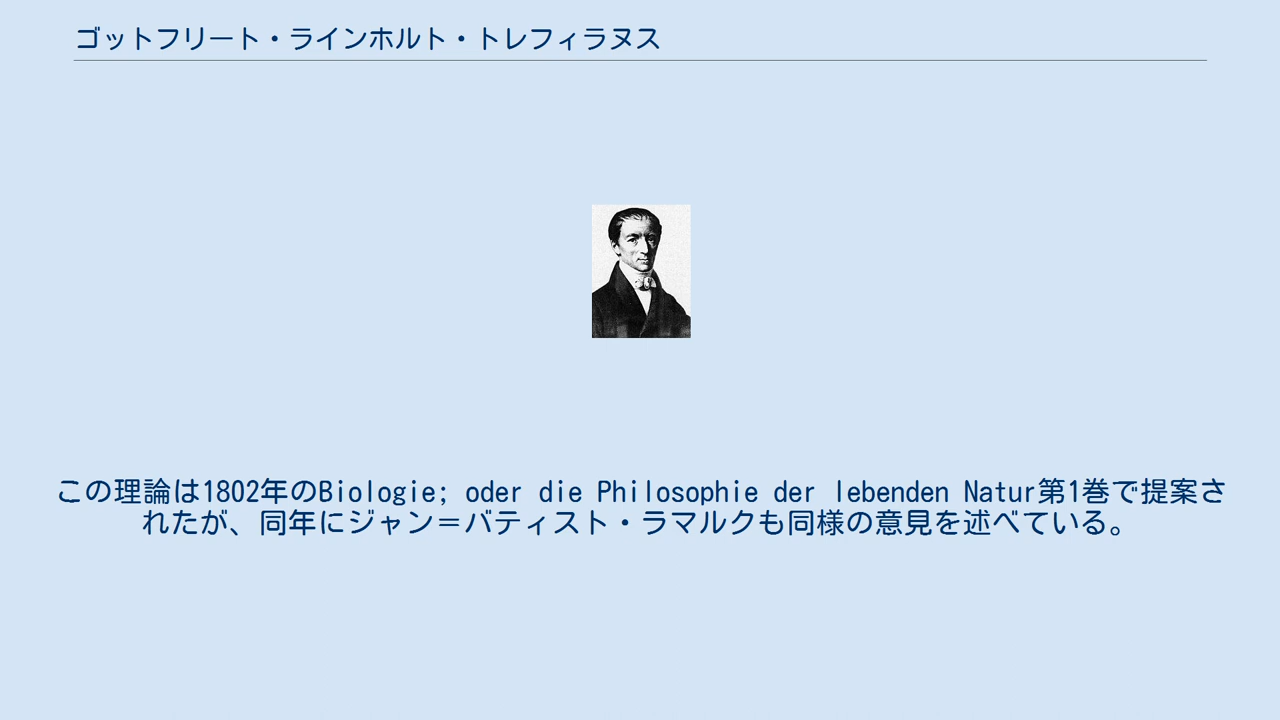 ゴットフリート・ラインホルト・トレフィラヌス
この理論は1802年のBiologie; oder die Philosophie der lebenden Natur第1巻で提案さ
れたが、同年にジャン＝バティスト・ラマルクも同様の意見を述べている。